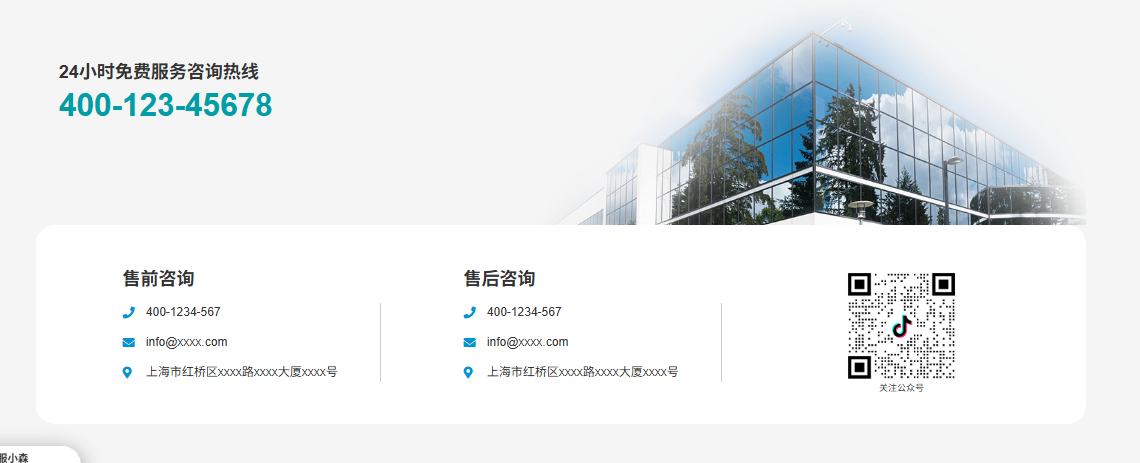 24小时免费服务咨询热线
400-123-45678
售前咨询
400-1234-567
info@xxxx.com
上海市红桥区xxxx路xxxx大厦xxxx号
售后咨询
400-1234-567
info@xxxx.com
上海市红桥区xxxx路xxxx大厦xxxx号
关注公众号
服小森